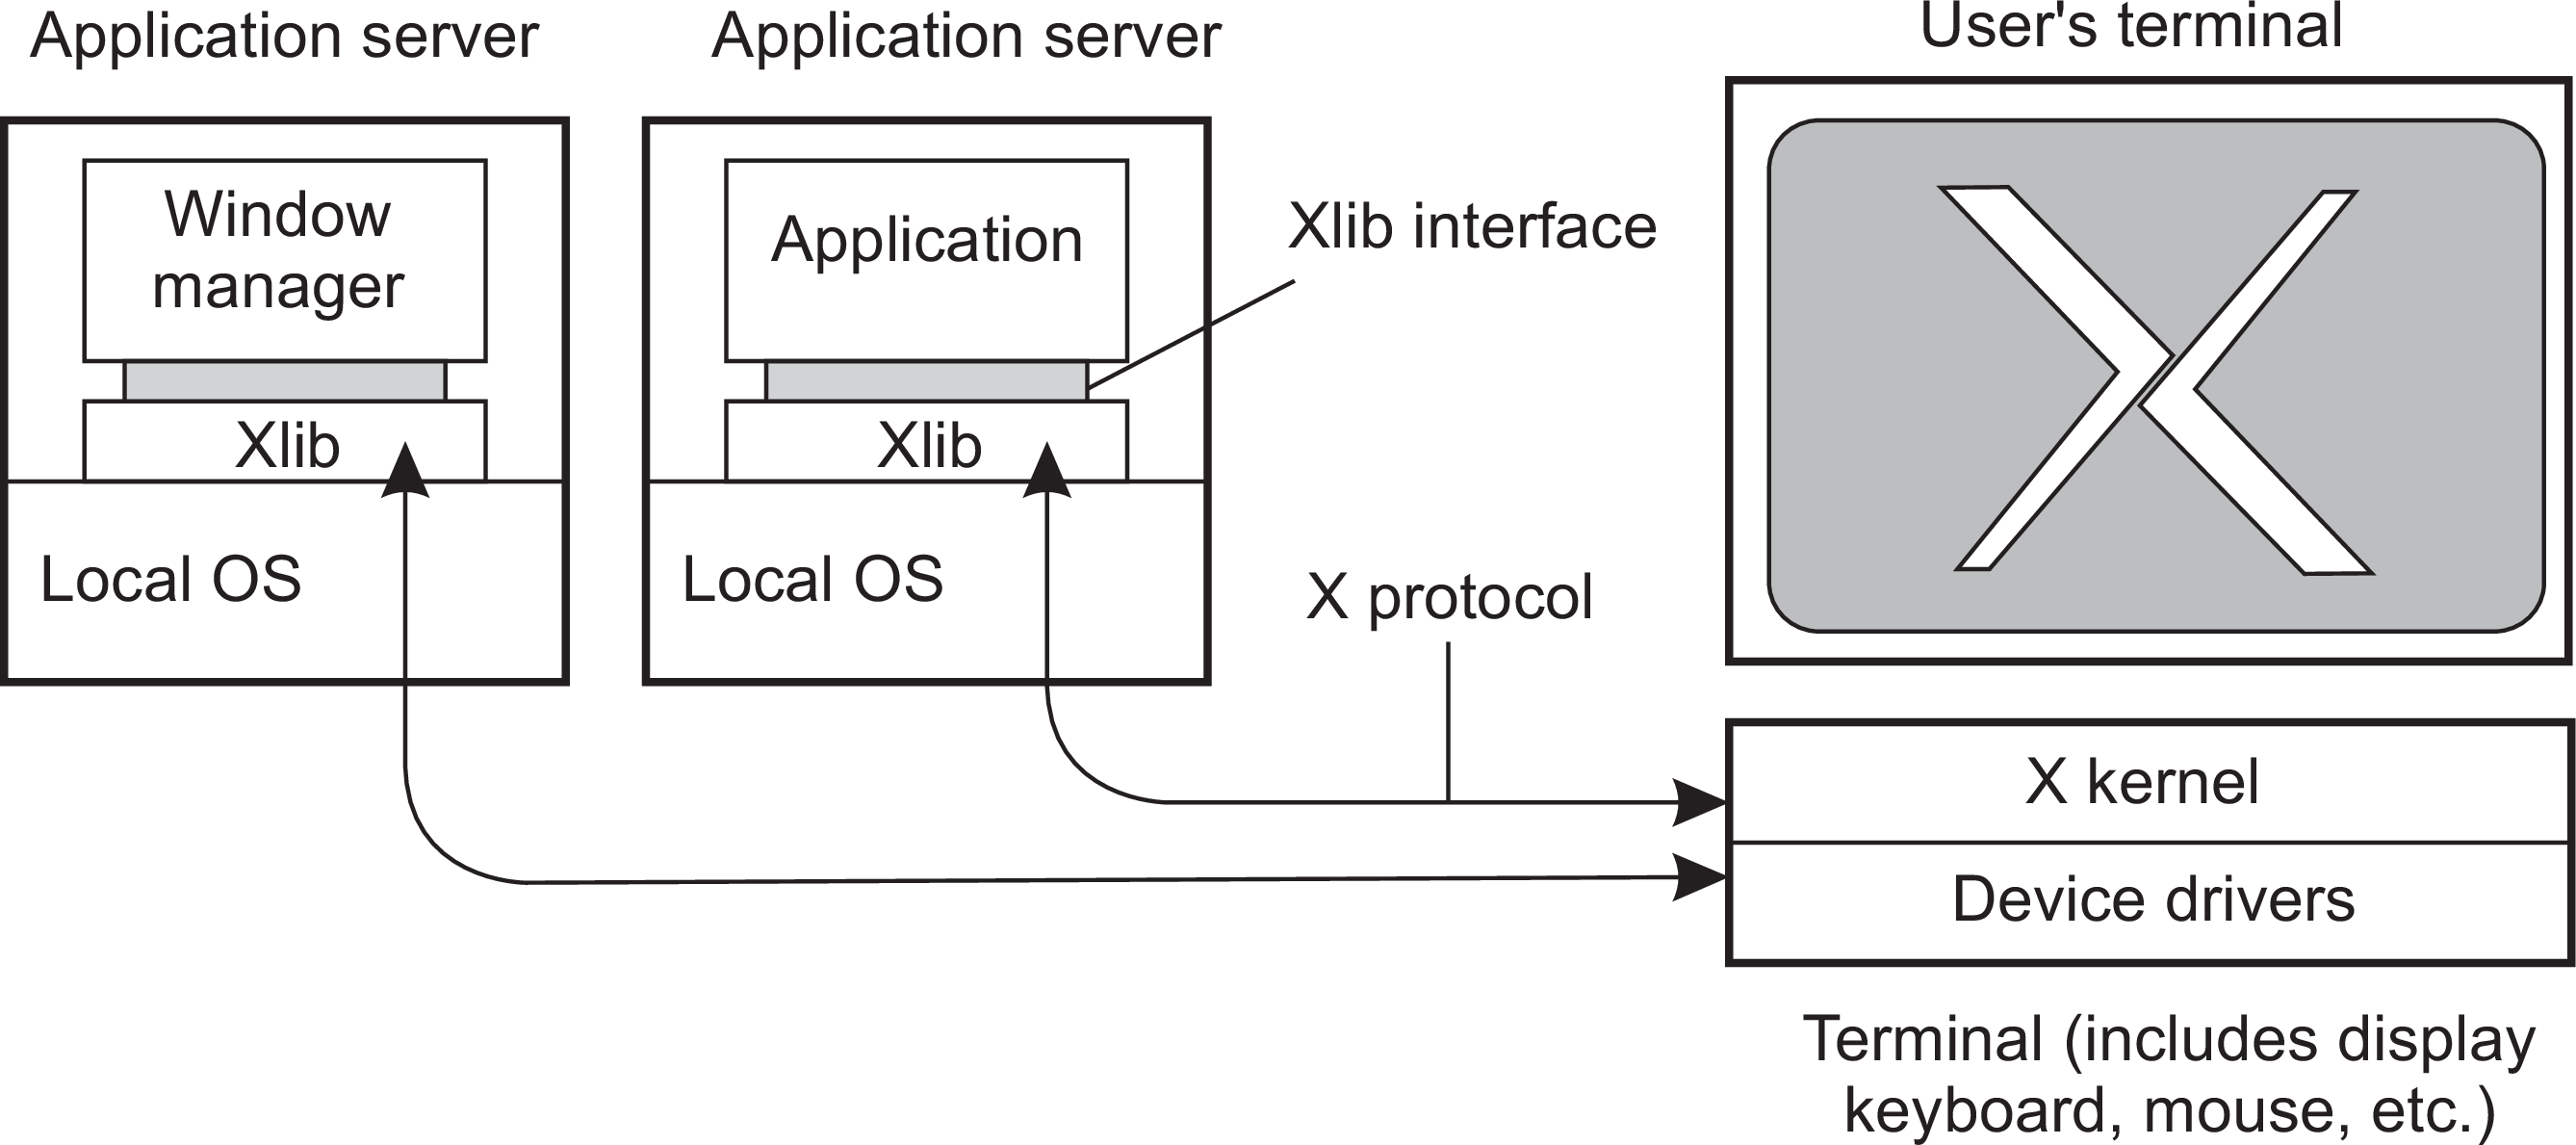 Application server
Application server
User's terminal
Window
manager
Application
Xlib interface
Xlib
Xlib
Local OS
Local OS
X protocol
X kernel
Device drivers
Terminal (includes display
keyboard, mouse, etc.)